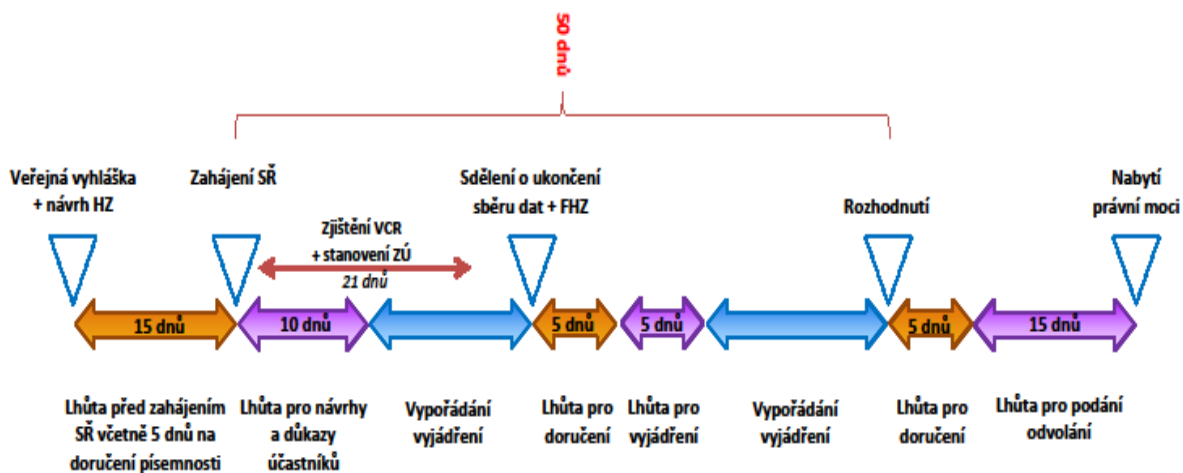 50 dnů
Veřejná vyhláška
+ návrh HZ
Zahájení SŘ
Zjištění VCR
+ stanovení ZÚ
21 dnů
Sdělení o ukončení
sběru dat + FHZ
Rozhodnutí
Nabytí
právní moci
15 dnů
10 dnů
5 dnů
5 dnů
5 dnů
15 dnů
Lhůta před zahájením
SŘ včetně 5 dnů na
doručení písemnosti
Lhůta pro návrhy
a důkazy
účastníků
Vypořádání
vyjádření
Lhůta pro
doručení
Lhůta pro
vyjádření
Vypořádání
vyjádření
Lhůta pro
doručení
Lhůta pro podání
odvolání